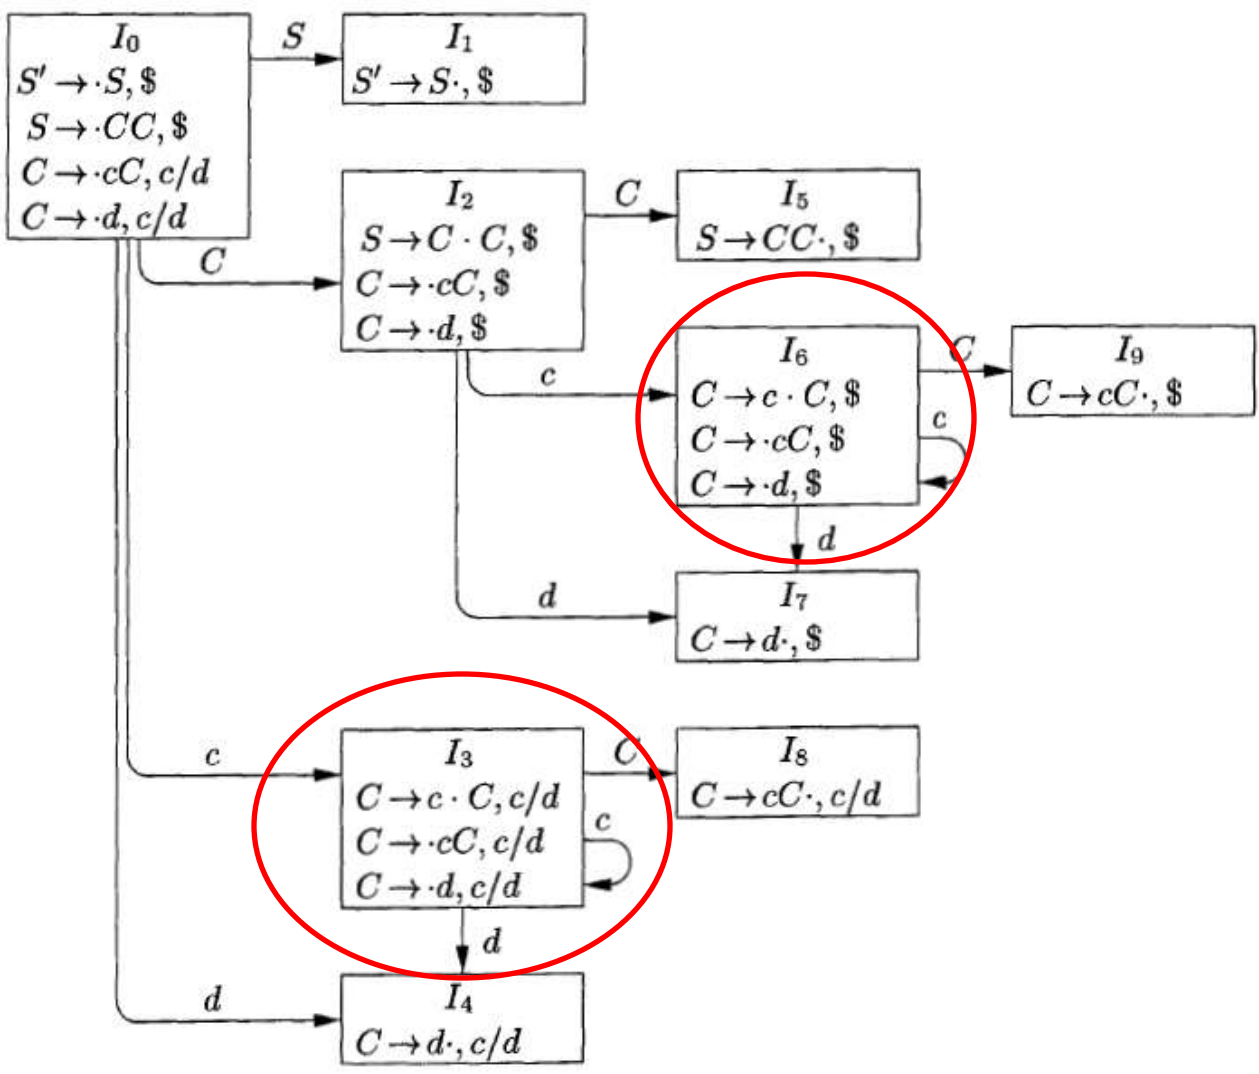 I₀
S′ → ·S, $
S → ·CC, $
C → ·cC, c/d
C → ·d, c/d
S
I₁
S′ → S·, $
C
I₂
S → C · C, $
C → ·cC, $
C → ·d, $
C
I₅
S → CC·, $
c
I₆
C → c · C, $
C → ·cC, $
C → ·d, $
C
c
I₉
C → cC·, $
d
d
I₇
C → d·, $
c
I₃
C → c · C, c/d
C → ·cC, c/d
C → ·d, c/d
C
c
I₈
C → cC·, c/d
d
d
I₄
C → d·, c/d